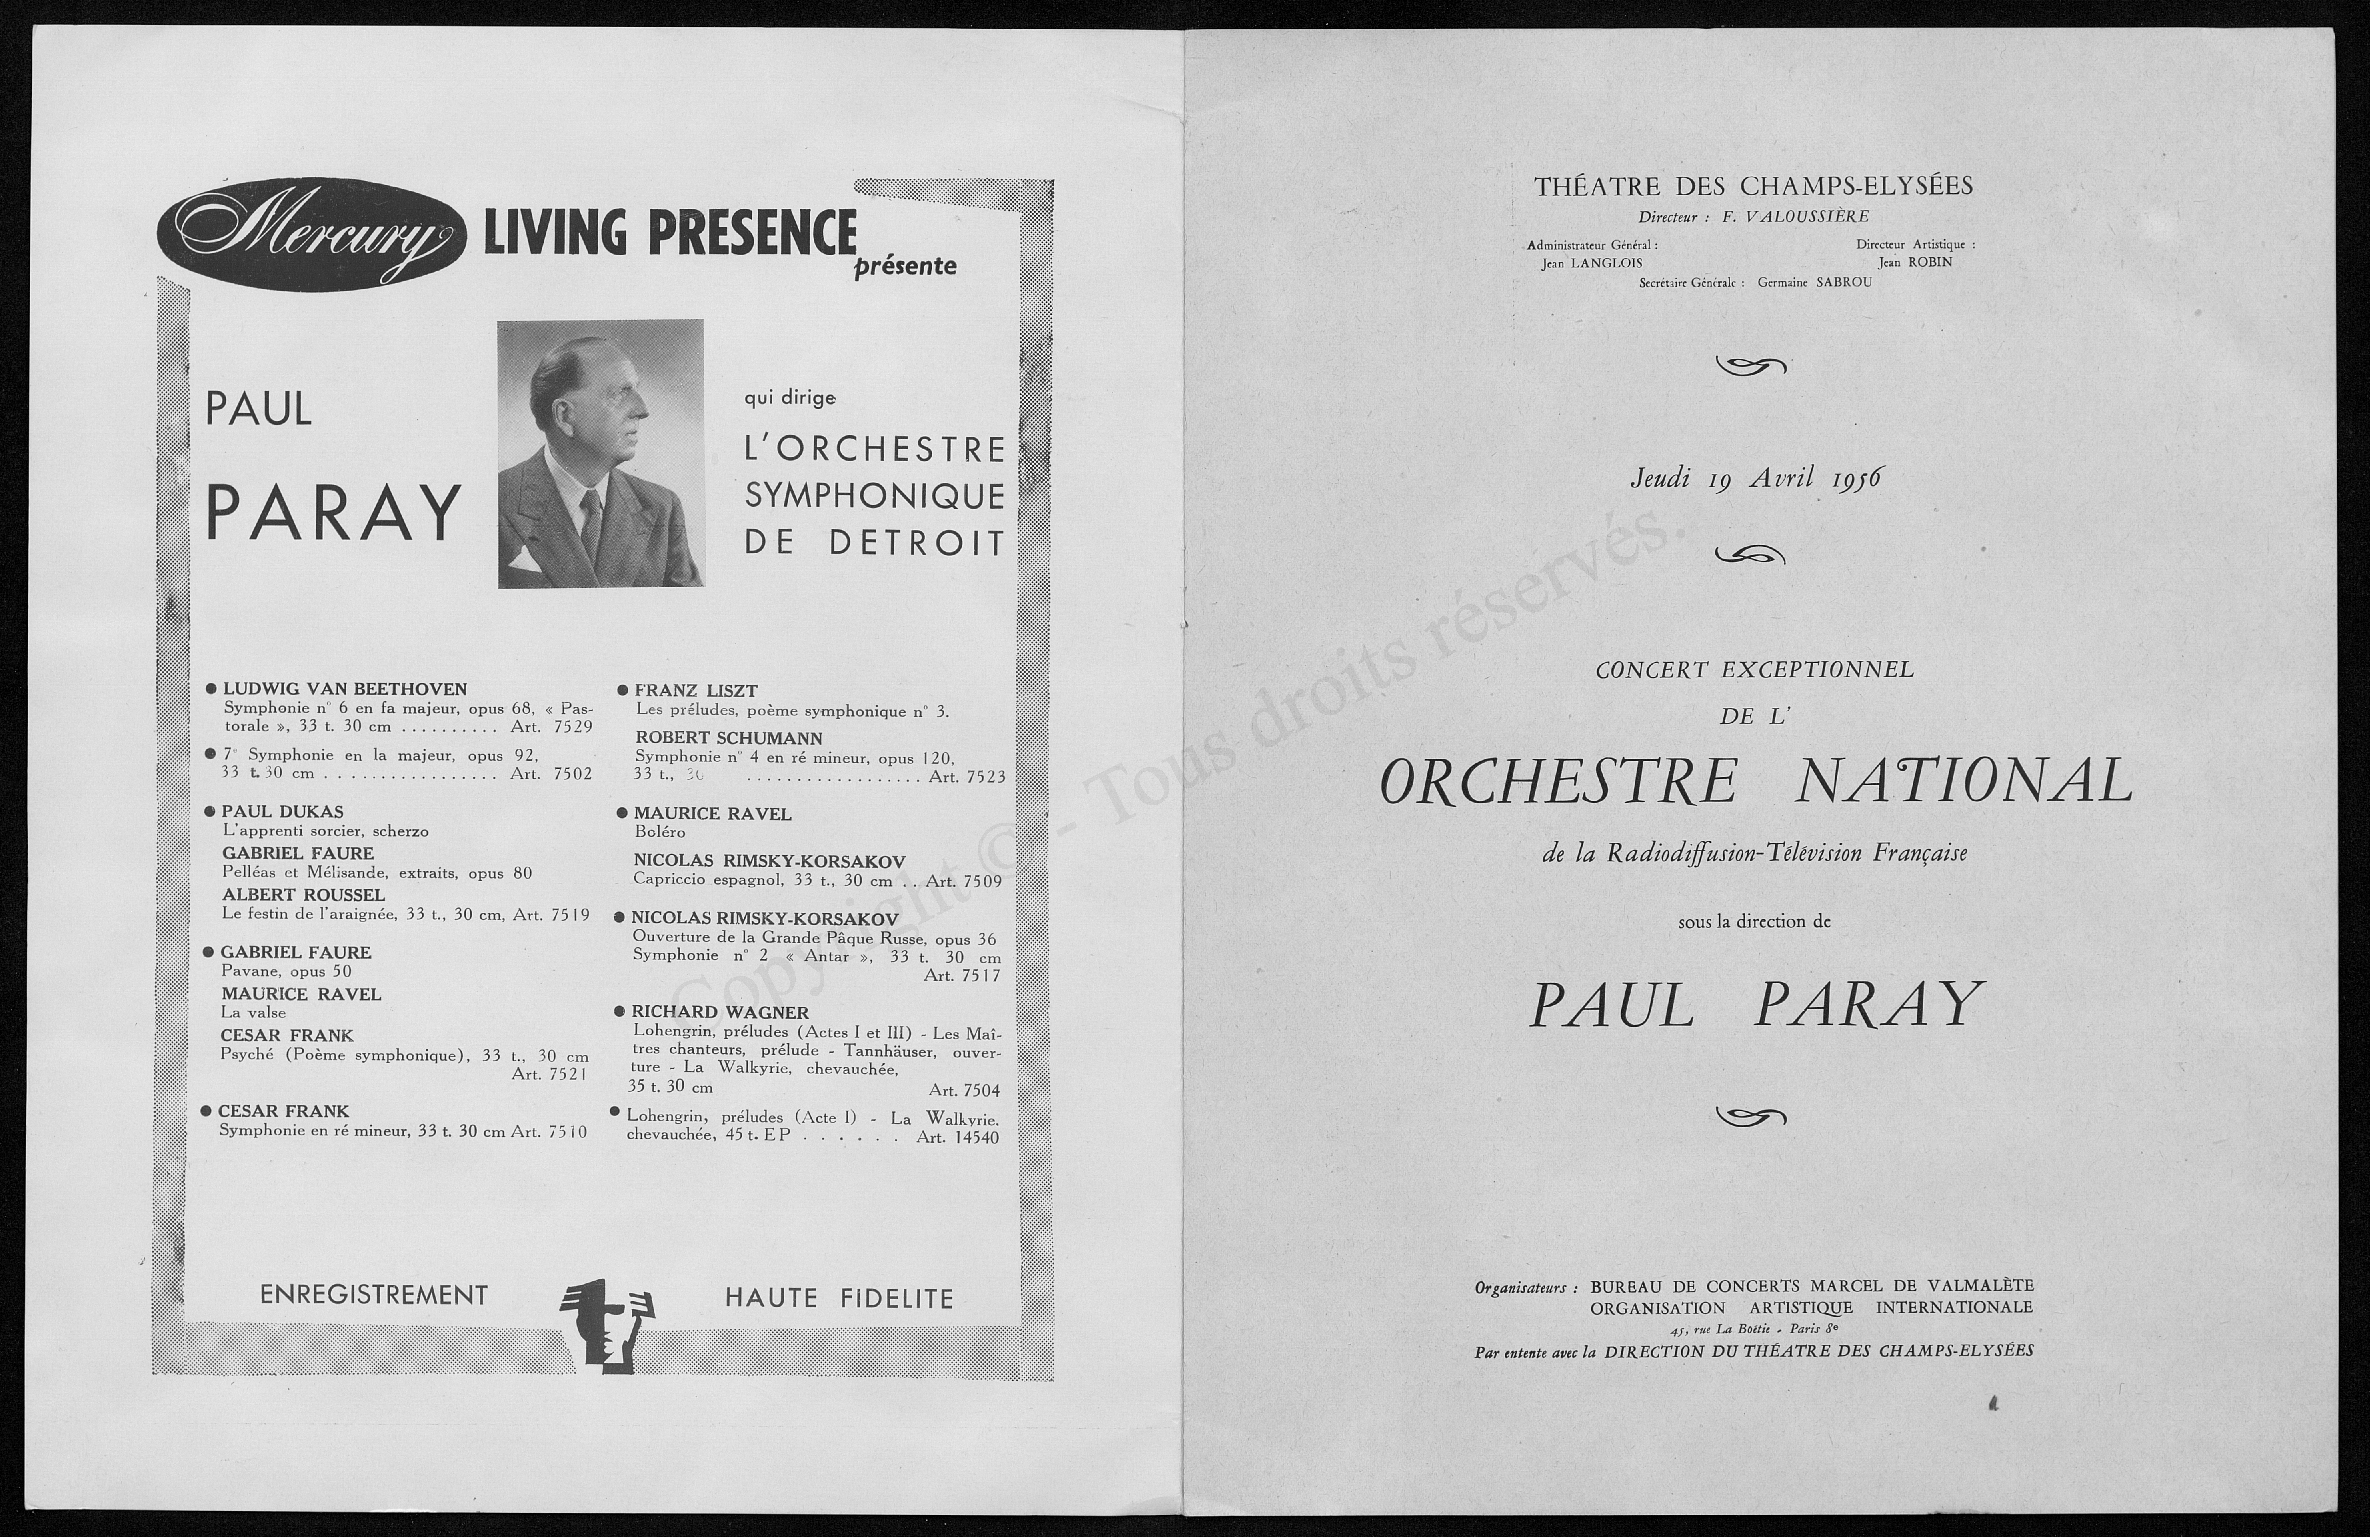 Mercury LIVING PRESENCE
présente
PAUL
PARAY
qui dirige
L'ORCHESTRE
SYMPHONIQUE
DE DETROIT
● LUDWIG VAN BEETHOVEN
Symphonie n° 6 en fa majeur, opus 68, « Pas-
torale », 33 t. 30 cm .......... Art. 7529
● 7e Symphonie en la majeur, opus 92,
33 t. 30 cm .................. Art. 7502
● PAUL DUKAS
L'apprenti sorcier, scherzo
GABRIEL FAURE
Pelléas et Mélisande, extraits, opus 80
ALBERT ROUSSEL
Le festin de l'araignée, 33 t., 30 cm, Art. 7519
● GABRIEL FAURE
Pavane, opus 50
MAURICE RAVEL
La valse
CESAR FRANK
Psyché (Poème symphonique), 33 t., 30 cm
Art. 7521
● CESAR FRANK
Symphonie en ré mineur, 33 t. 30 cm Art. 7510
● FRANZ LISZT
Les préludes, poème symphonique n° 3.
ROBERT SCHUMANN
Symphonie n° 4 en ré mineur, opus 120,
33 t., 30 .................. Art. 7523
● MAURICE RAVEL
Boléro
NICOLAS RIMSKY-KORSAKOV
Capriccio espagnol, 33 t., 30 cm .. Art. 7509
● NICOLAS RIMSKY-KORSAKOV
Ouverture de la Grande Pâque Russe, opus 36
Symphonie n° 2 « Antar », 33 t. 30 cm
Art. 7517
● RICHARD WAGNER
Lohengrin, préludes (Actes I et III) - Les Maî-
tres chanteurs, prélude - Tannhäuser, ouver-
ture - La Walkyrie, chevauchée,
35 t. 30 cm Art. 7504
● Lohengrin, préludes (Acte I) - La Walkyrie.
chevauchée, 45 t. EP ...... Art. 14540
ENREGISTREMENT HAUTE FIDELITE
THÉATRE DES CHAMPS-ELYSÉES
Directeur : F. VALOUSSIÈRE
Administrateur Général : Directeur Artistique :
Jean LANGLOIS Jean ROBIN
Secrétaire Générale : Germaine SABROU
Jeudi 19 Avril 1956
CONCERT EXCEPTIONNEL
DE L'
ORCHESTRE NATIONAL
de la Radiodiffusion-Télévision Française
sous la direction de
PAUL PARAY
Organisateurs : BUREAU DE CONCERTS MARCEL DE VALMALÈTE
ORGANISATION ARTISTIQUE INTERNATIONALE
45, rue La Boëtie - Paris 8e
Par entente avec la DIRECTION DU THÉATRE DES CHAMPS-ELYSÉES
Copyright © - Tous droits réservés.